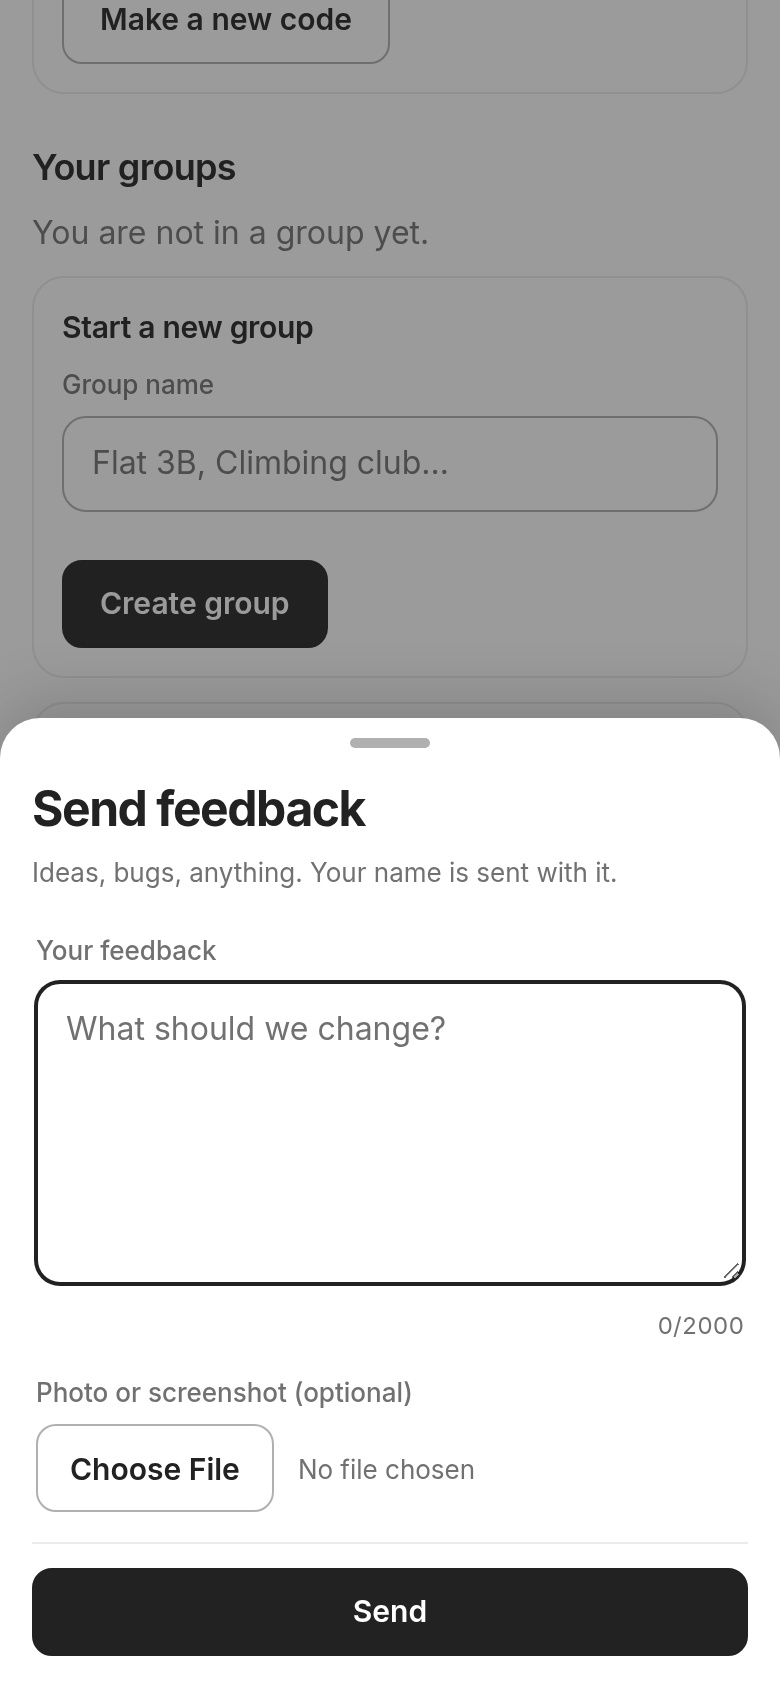 Make a new code
Your groups
You are not in a group yet.
Start a new group
Group name
Flat 3B, Climbing club...
Create group
Send feedback
Ideas, bugs, anything. Your name is sent with it.
Your feedback
What should we change?
0/2000
Photo or screenshot (optional)
Choose File No file chosen
Send